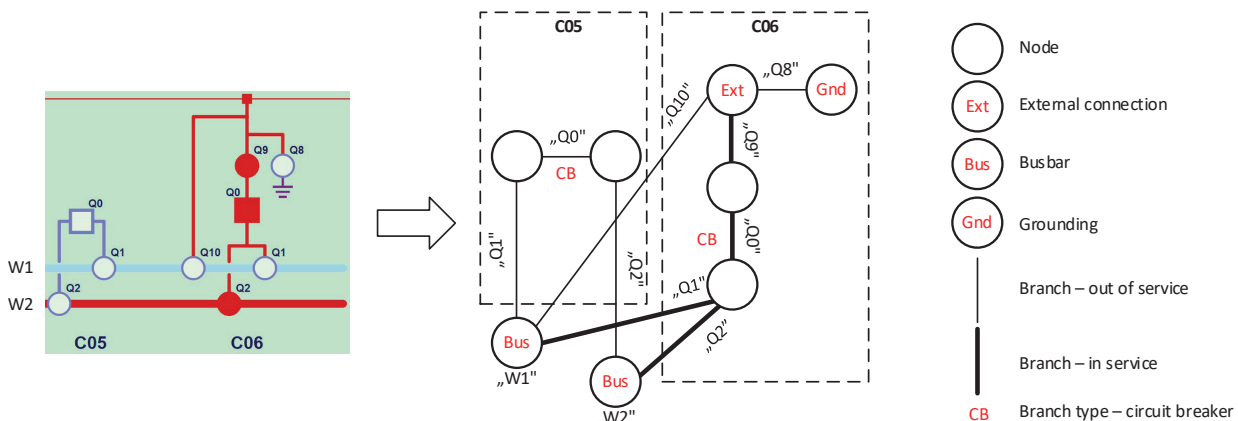 Q9
Q8
Q0
Q0
W1
Q1
Q10
Q1
W2
Q2
Q2
C05
C06
C05
C06
„Q0"
CB
„Q1"
„Q2"
„Q10"
Ext
„Q8"
Gnd
„Q9"
CB
„Q0"
„Q1"
„Q2"
Bus
„W1"
Bus
W2"
Node
Ext
External connection
Bus
Busbar
Gnd
Grounding
Branch – out of service
Branch – in service
CB
Branch type – circuit breaker